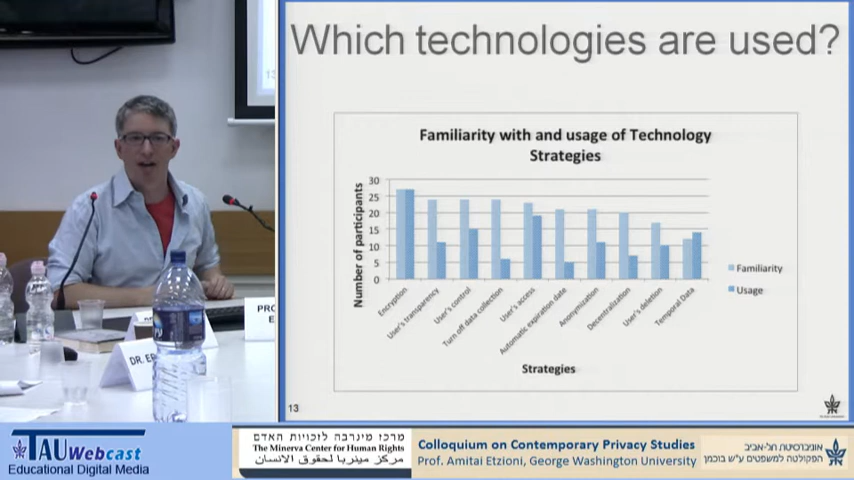 Which technologies are used?
Familiarity with and usage of Technology
Strategies
Number of participants
30
25
20
15
10
5
0
Encryption
User's transparency
User's control
Turn off data collection
User's access
Automatic expiration date
Anonymization
Decentralization
User's deletion
Temporal Data
Familiarity
Usage
Strategies
13
DR.
PRO
E
TAU Webcast
Educational Digital Media
מרכז מינרבה לזכויות האדם
The Minerva Center for Human Rights
مركز مينربا لحقوق الانسان
Colloquium on Contemporary Privacy Studies
Prof. Amitai Etzioni, George Washington University
אוניברסיטת תל-אביב
הפקולטה למשפטים ע"ש בוכמן